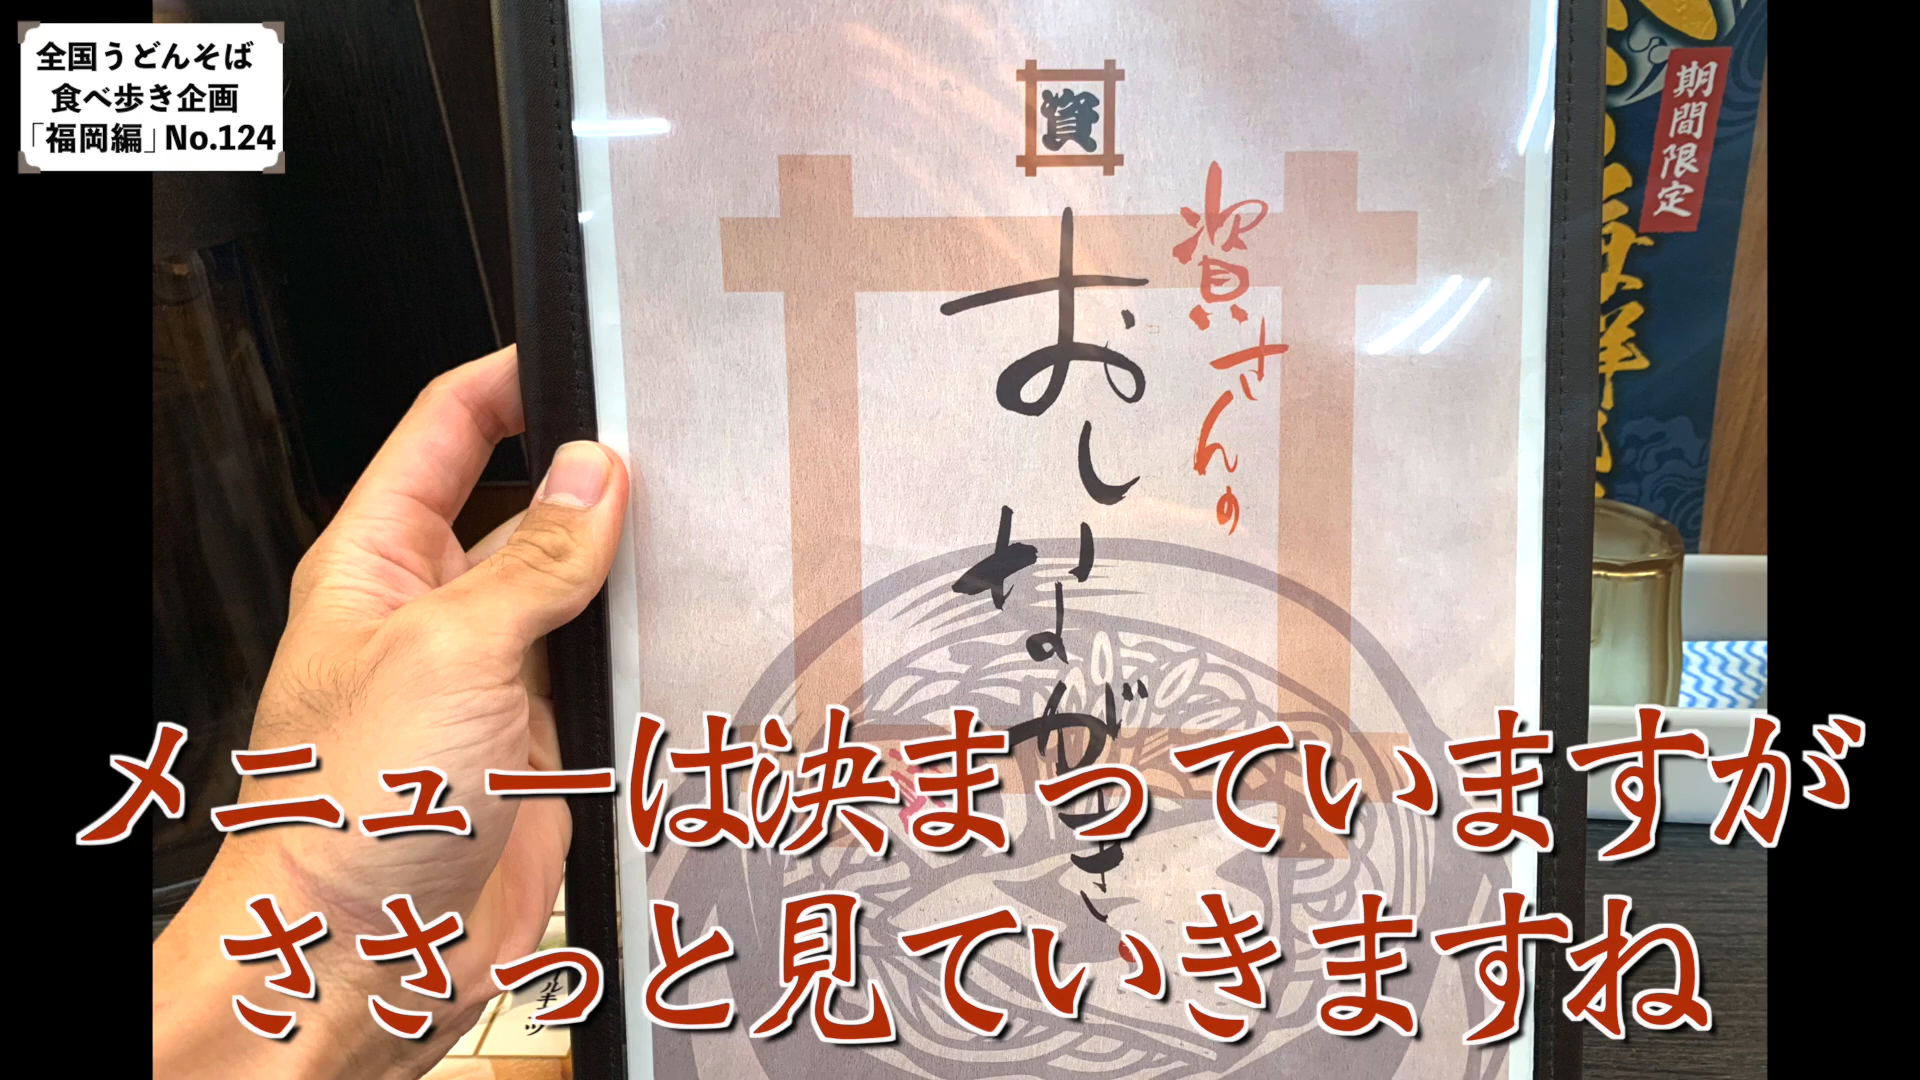 全国うどんそば
食べ歩き企画
「福岡編」No.124
資
資さんの
おしながき
期間限定
メニューは決まっていますが
ささっと見ていきますね